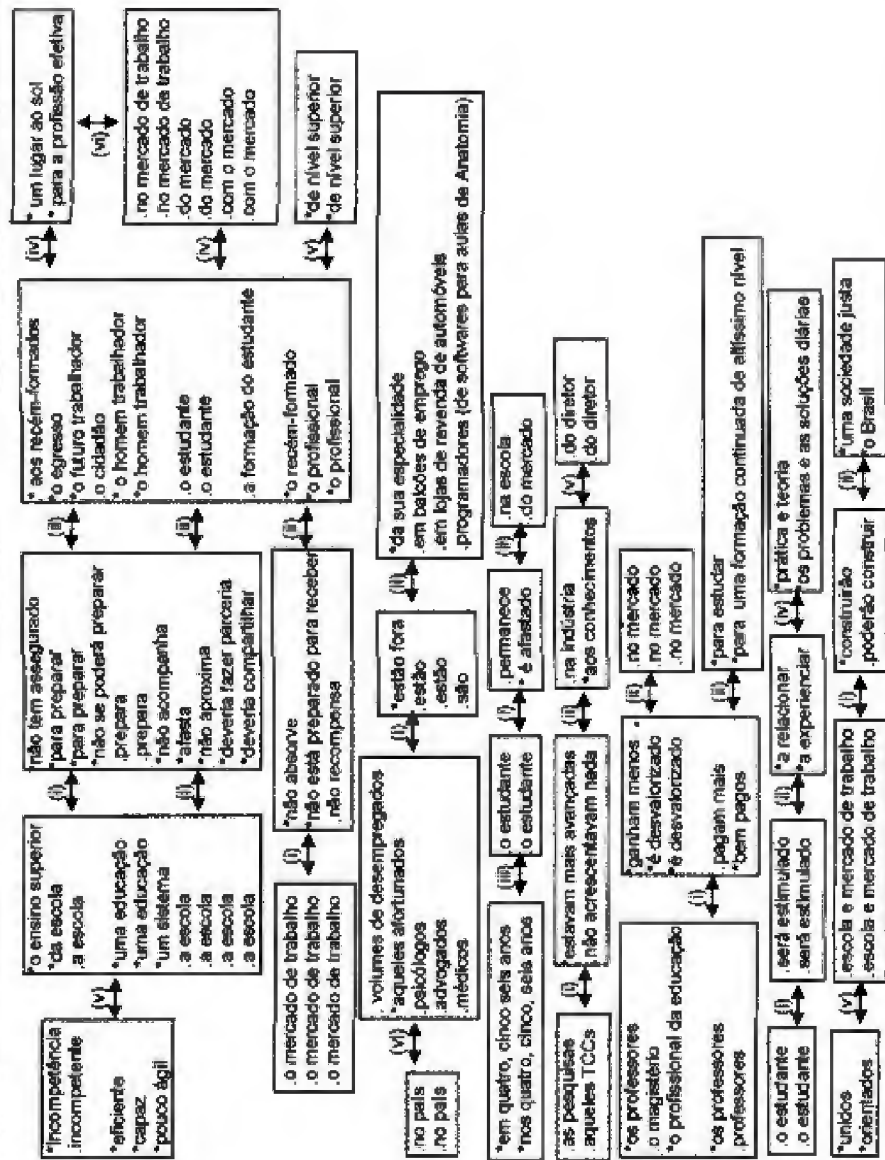 *incompetência
.incompetente
*eficiente
*capaz
*pouco ágil
(v)
*o ensino superior
*da escola
.a escola
*uma educação
*uma educação
*um sistema
.a escola
.a escola
.a escola
.a escola
(i)
(i)
*não tem assegurado
*para preparar
*para preparar
*não se poderá preparar
.prepara
.prepara
*não acompanha
*afasta
*não aproxima
*deveria fazer parceria
*deveria compartilhar
(ii)
(ii)
* aos recém-formados
*o egresso
*o futuro trabalhador
.o cidadão
* o homem trabalhador
*o homem trabalhador
.o estudante
.o estudante
.a formação do estudante
*o recém-formado
*o profissional
*o profissional
(iv)
* um lugar ao sol
* para a profissão efetiva
(vi)
(iv)
.no mercado de trabalho
.no mercado de trabalho
.do mercado
.do mercado
.com o mercado
.com o mercado
(v)
*de nível superior
*de nível superior
.o mercado de trabalho
.o mercado de trabalho
.o mercado de trabalho
(i)
*não absorve
*não está preparado para receber
.não recompensa
(ii)
.no país
.no país
(vi)
. volumes de desempregados
*aqueles afortunados
.psicólogos
.advogados
.médicos
(i)
*estão fora
.estão
.estão
.são
(ii)
*da sua especialidade
.em balcões de emprego
.em lojas de revenda de automóveis
.programadores (de softwares para aulas de Anatomia)
*em quatro, cinco seis anos
*nos quatro, cinco, seis anos
(iii)
.o estudante
.o estudante
(i)
.permanece
* é afastado
(ii)
.na escola
.do mercado
.as pesquisas
.aqueles TCCs
(i)
*estavam mais avançadas
.não acrescentavam nada
(ii)
.na indústria
*aos conhecimentos
(v)
.do diretor
.do diretor
*os professores
.o magistério
*o profissional da educação
*os professores
.professores
(i)
*ganham menos
*é desvalorizado
*é desvalorizado
.pagam mais
*bem pagos
(ii)
.no mercado
.no mercado
.no mercado
(ii)
*para estudar
*para uma formação continuada de altíssimo nível
.o estudante
.o estudante
(i)
.será estimulado
.será estimulado
(ii)
*a relacionar
*a experienciar
(iv)
*prática e teoria
*os problemas e as soluções diárias
*unidos
*orientados
(v)
.escola e mercado de trabalho
.escola e mercado de trabalho
(i)
*construirão
.poderão construir
(ii)
*uma sociedade justa
*o Brasil